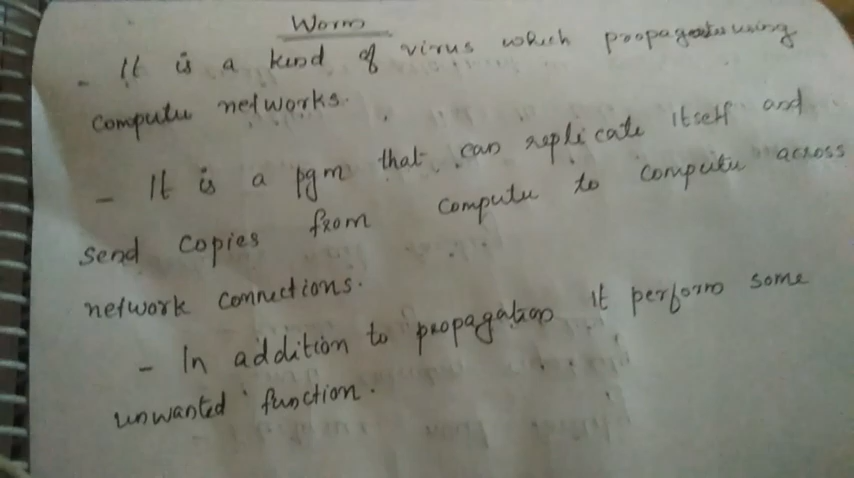 Worm
- It is a kind of virus which propagates using
computer networks.
- It is a pgm that can replicate itself and
send copies from computer to computer across
network connections.
- In addition to propagation it perform some
unwanted function.